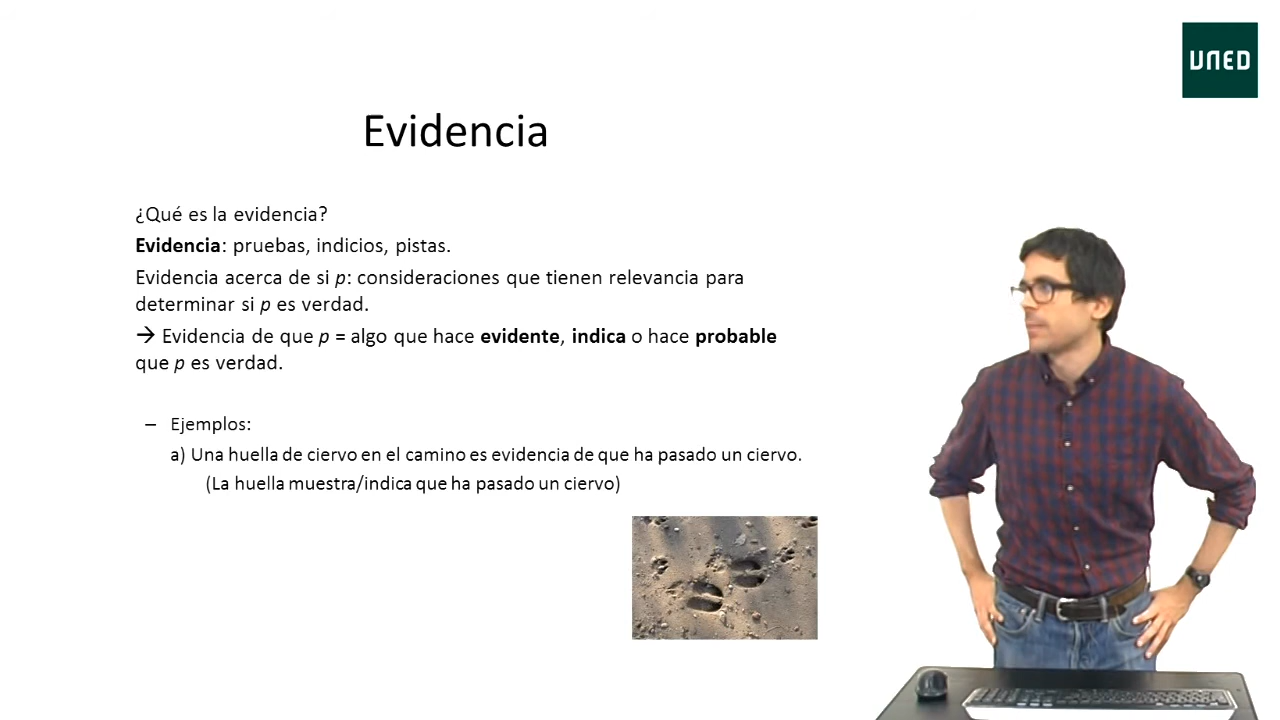 UNED
Evidencia
¿Qué es la evidencia?
Evidencia: pruebas, indicios, pistas.
Evidencia acerca de si p: consideraciones que tienen relevancia para
determinar si p es verdad.
→ Evidencia de que p = algo que hace evidente, indica o hace probable
que p es verdad.
– Ejemplos:
a) Una huella de ciervo en el camino es evidencia de que ha pasado un ciervo.
(La huella muestra/indica que ha pasado un ciervo)